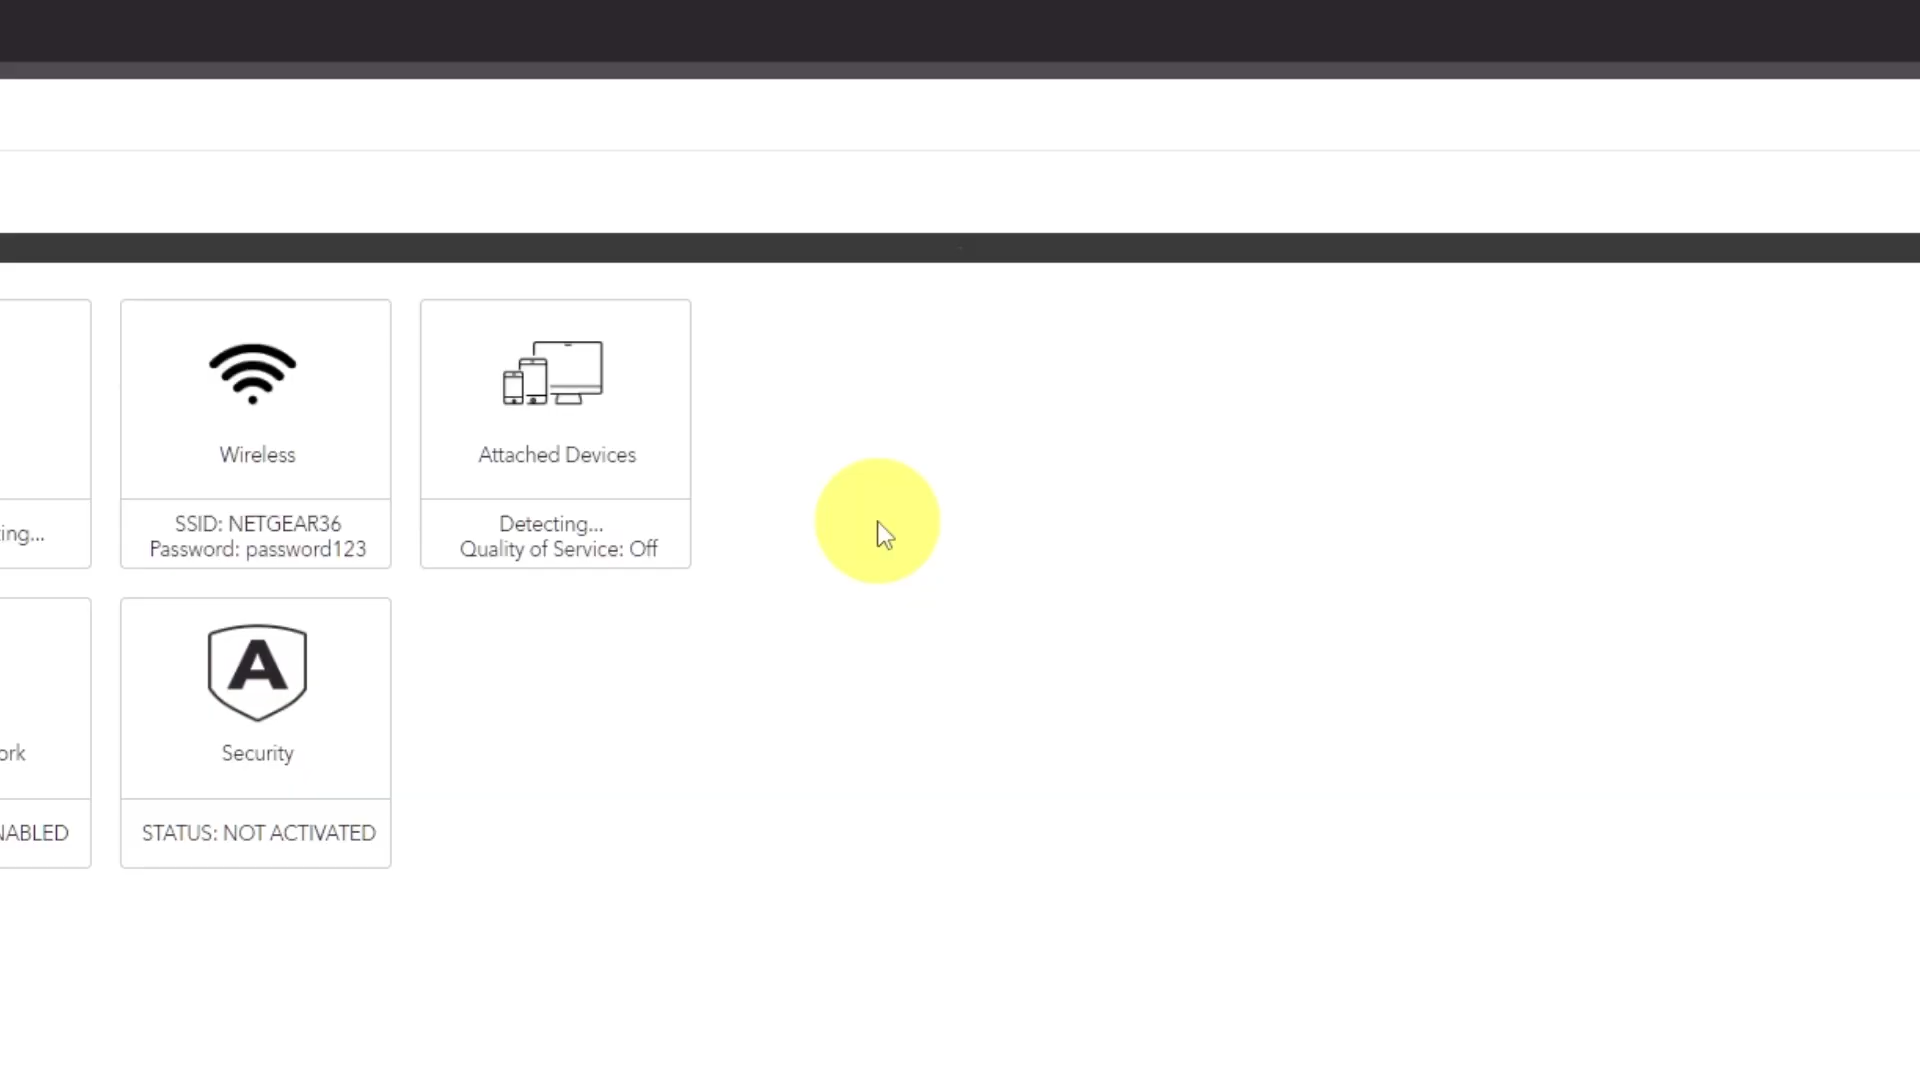 Wireless
Attached Devices
ing...
SSID: NETGEAR36
Password: password123
Detecting...
Quality of Service: Off
A
ork
Security
NABLED
STATUS: NOT ACTIVATED